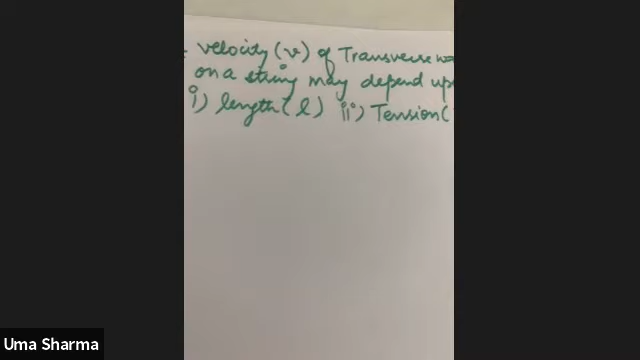 velocity (v) of Transverse
on a string may depend up
i) length (l) ii) Tension (
Uma Sharma